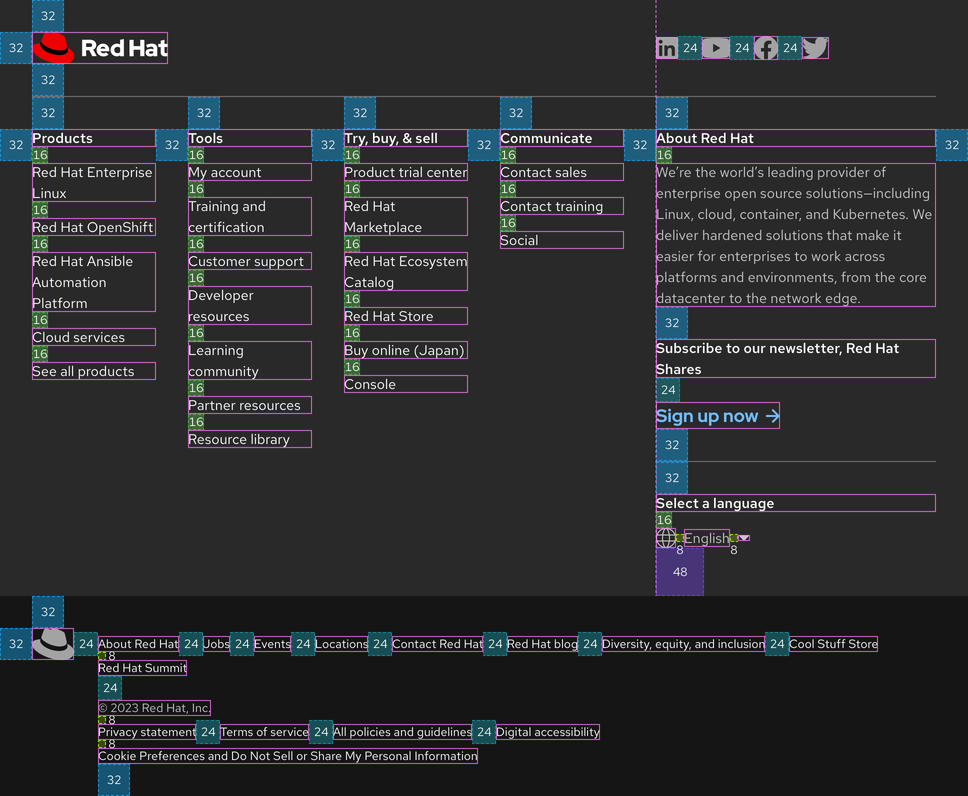 32
32 Red Hat 24 24 24
32
32 32 32 32 32
32 Products 32 Tools 32 Try, buy, & sell 32 Communicate 32 About Red Hat 32
16 16 16 16 16
Red Hat Enterprise
Linux
16
Red Hat OpenShift
16
Red Hat Ansible
Automation
Platform
16
Cloud services
16
See all products
My account
16
Training and
certification
16
Customer support
16
Developer
resources
16
Learning
community
16
Partner resources
16
Resource library
Product trial center
16
Red Hat
Marketplace
16
Red Hat Ecosystem
Catalog
16
Red Hat Store
16
Buy online (Japan)
16
Console
Contact sales
16
Contact training
16
Social
We’re the world’s leading provider of
enterprise open source solutions—including
Linux, cloud, container, and Kubernetes. We
deliver hardened solutions that make it
easier for enterprises to work across
platforms and environments, from the core
datacenter to the network edge.
32
Subscribe to our newsletter, Red Hat
Shares
24
Sign up now →
32
32
Select a language
16
English
8 8
48
32
32 24 About Red Hat 24 Jobs 24 Events 24 Locations 24 Contact Red Hat 24 Red Hat blog 24 Diversity, equity, and inclusion 24 Cool Stuff Store
8
Red Hat Summit
24
© 2023 Red Hat, Inc.
8
Privacy statement 24 Terms of service 24 All policies and guidelines 24 Digital accessibility
8
Cookie Preferences and Do Not Sell or Share My Personal Information
32